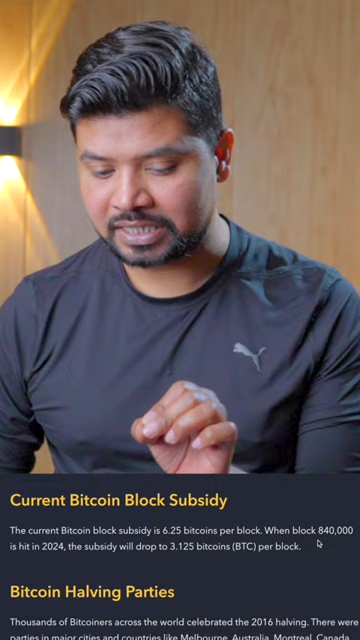 Current Bitcoin Block Subsidy
The current Bitcoin block subsidy is 6.25 bitcoins per block. When block 840,000
is hit in 2024, the subsidy will drop to 3.125 bitcoins (BTC) per block.
Bitcoin Halving Parties
Thousands of Bitcoiners across the world celebrated the 2016 halving. There were
parties in major cities and countries like Melbourne, Australia, Montreal, Canada,